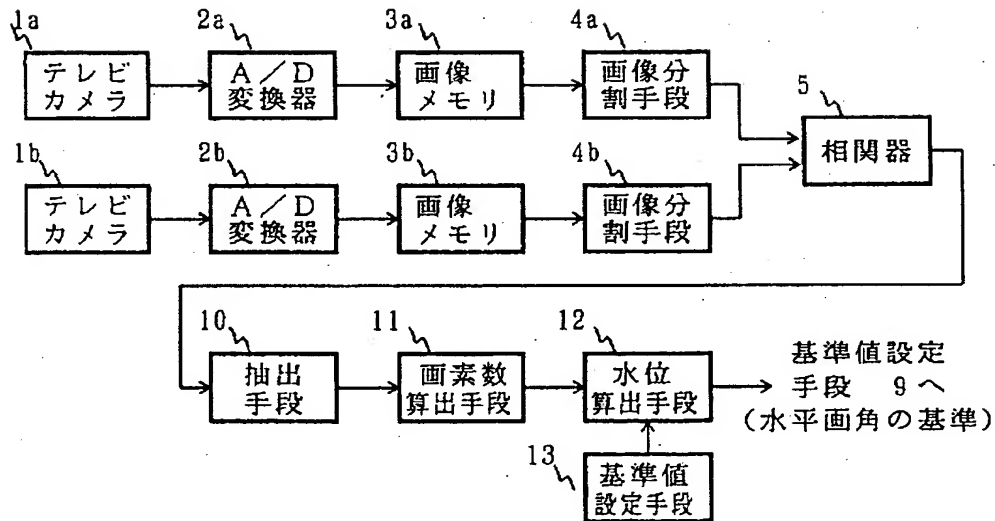 1a 2a 3a 4a
テレビ A／D 画像 画像分
カメラ 変換器 メモリ 割手段
5
相関器
1b 2b 3b 4b
テレビ A／D 画像 画像分
カメラ 変換器 メモリ 割手段
10 11 12
抽出 画素数 水位 基準値設定
手段 算出手段 算出手段 手段 9へ
(水平画角の基準)
13
基準値
設定手段